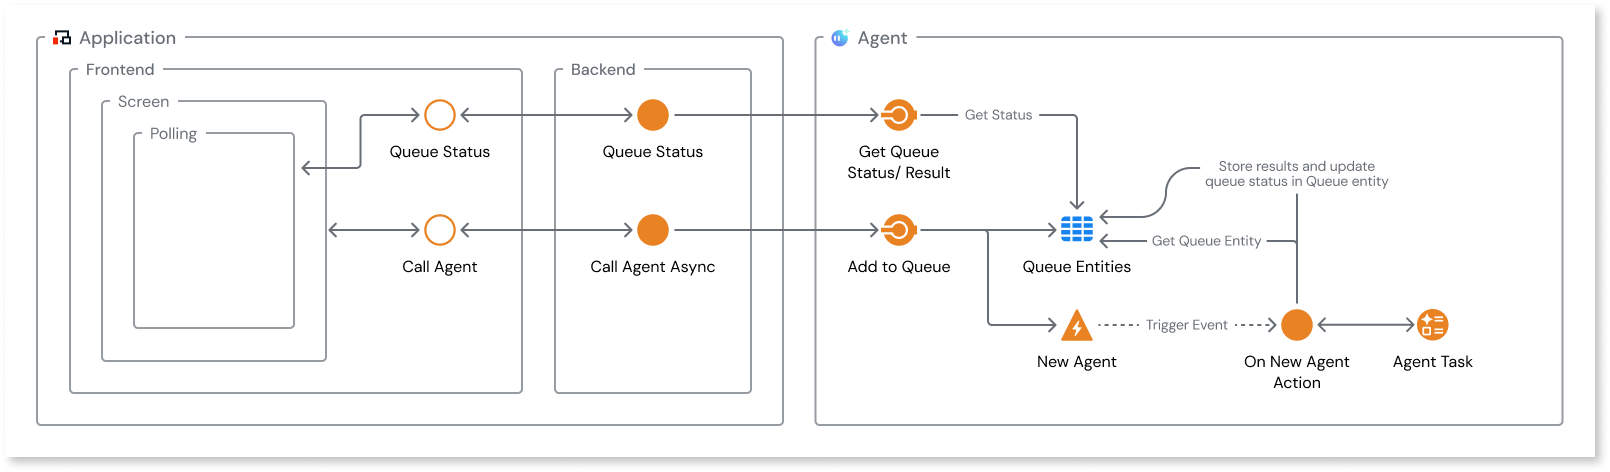 Application
Agent
Frontend
Backend
Screen
Polling
Queue Status
Queue Status
Get Queue
Status/ Result
Get Status
Store results and update
queue status in Queue entity
Call Agent
Call Agent Async
Add to Queue
Queue Entities
Get Queue Entity
New Agent
Trigger Event
On New Agent
Action
Agent Task